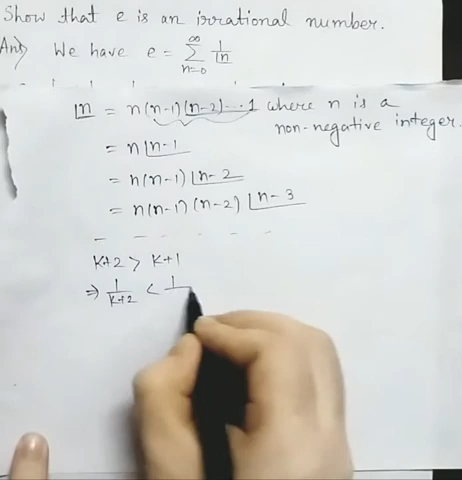 Show that e is an irrational number.
Ans) We have e = ∑_{n=0}^{∞} 1/|n
|n = n(n-1)(n-2)...1 where n is a
non-negative integer.
= n |n-1
= n(n-1) |n-2
= n(n-1)(n-2) |n-3
- - - - - - -
k+2 > k+1
⇒ 1/(k+2) < 1/